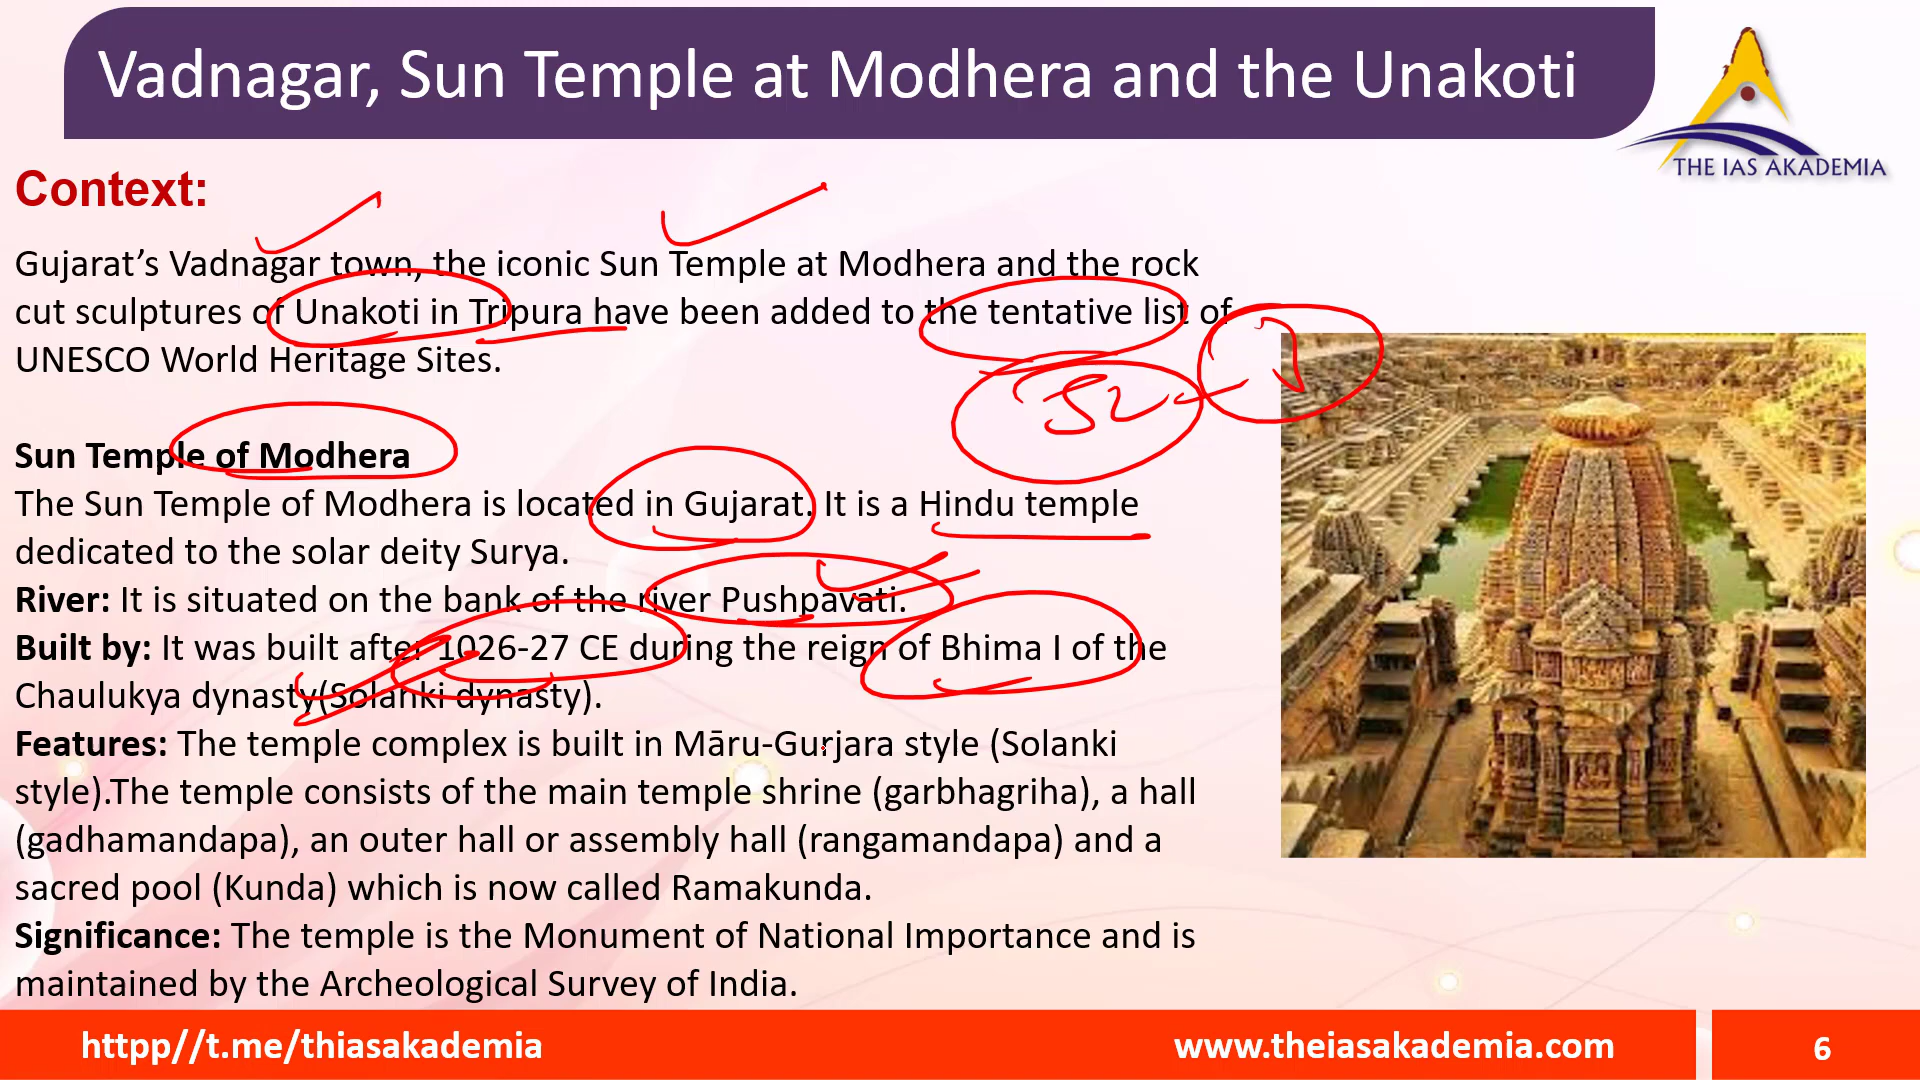 Vadnagar, Sun Temple at Modhera and the Unakoti
THE IAS AKADEMIA
Context:
Gujarat’s Vadnagar town, the iconic Sun Temple at Modhera and the rock
cut sculptures of Unakoti in Tripura have been added to the tentative list of
UNESCO World Heritage Sites.
52
Sun Temple of Modhera
The Sun Temple of Modhera is located in Gujarat. It is a Hindu temple
dedicated to the solar deity Surya.
River: It is situated on the bank of the river Pushpavati.
Built by: It was built after 1026-27 CE during the reign of Bhima I of the
Chaulukya dynasty(Solanki dynasty).
Features: The temple complex is built in Māru-Gurjara style (Solanki
style).The temple consists of the main temple shrine (garbhagriha), a hall
(gadhamandapa), an outer hall or assembly hall (rangamandapa) and a
sacred pool (Kunda) which is now called Ramakunda.
Significance: The temple is the Monument of National Importance and is
maintained by the Archeological Survey of India.
httpp//t.me/thiasakademia
www.theiasakademia.com
6